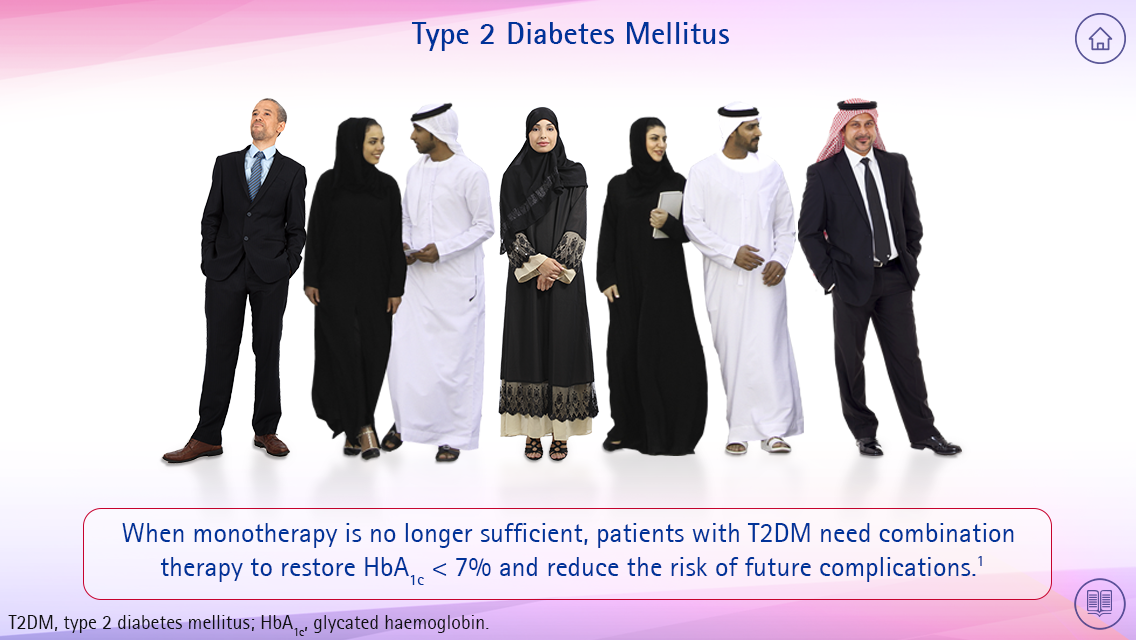 Type 2 Diabetes Mellitus
When monotherapy is no longer sufficient, patients with T2DM need combination
therapy to restore HbA1c < 7% and reduce the risk of future complications.1
T2DM, type 2 diabetes mellitus; HbA1c, glycated haemoglobin.